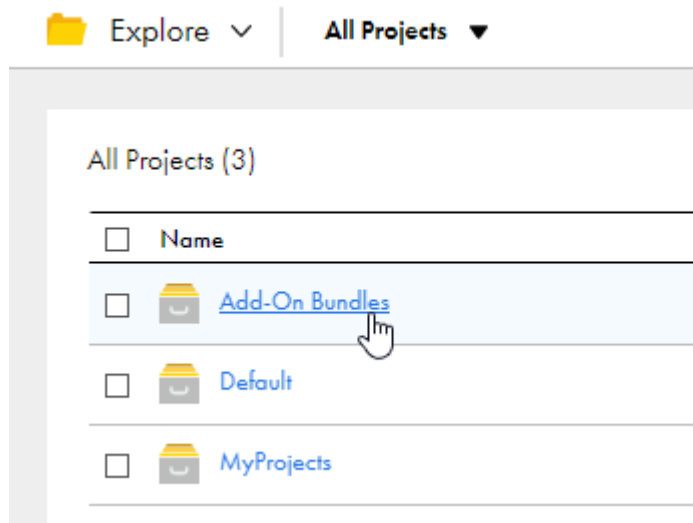 Explore All Projects
All Projects (3)
Name
Add-On Bundles
Default
MyProjects